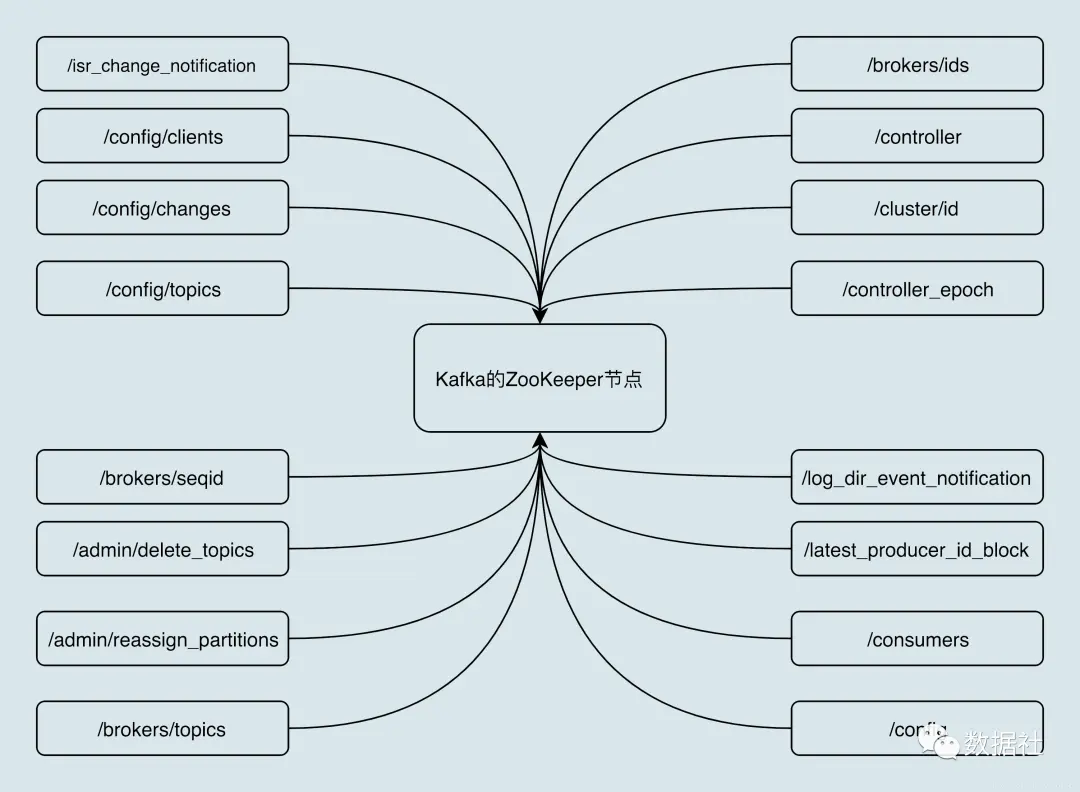 /isr_change_notification
/brokers/ids
/config/clients
/controller
/config/changes
/cluster/id
/config/topics
/controller_epoch
Kafka的ZooKeeper节点
/brokers/seqid
/log_dir_event_notification
/admin/delete_topics
/latest_producer_id_block
/admin/reassign_partitions
/consumers
/brokers/topics
/config
数据社